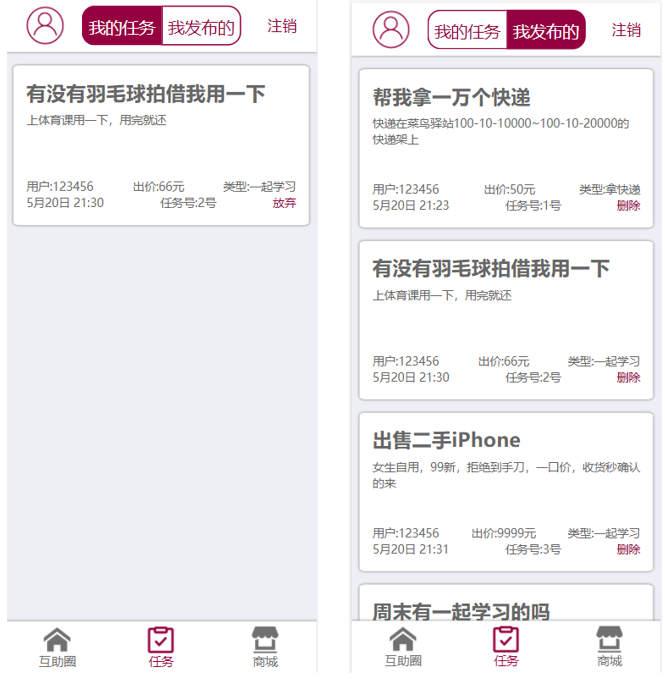 我的任务 我发布的 注销
有没有羽毛球拍借我用一下
上体育课用一下，用完就还
用户:123456 出价:66元 类型:一起学习
5月20日 21:30 任务号:2号 放弃
互助圈 任务 商城
我的任务 我发布的 注销
帮我拿一万个快递
快递在菜鸟驿站100-10-10000~100-10-20000的
快递架上
用户:123456 出价:50元 类型:拿快递
5月20日 21:23 任务号:1号 删除
有没有羽毛球拍借我用一下
上体育课用一下，用完就还
用户:123456 出价:66元 类型:一起学习
5月20日 21:30 任务号:2号 删除
出售二手iPhone
女生自用，99新，拒绝到手刀，一口价，收货秒确认
的来
用户:123456 出价:9999元 类型:一起学习
5月20日 21:31 任务号:3号 删除
周末有一起学习的吗
互助圈 任务 商城